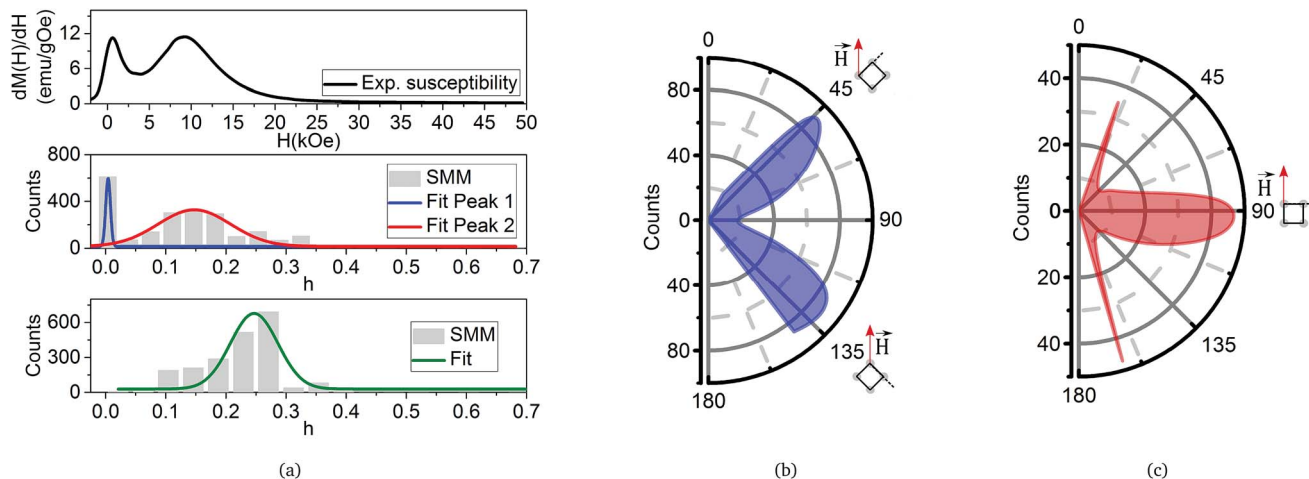 dM(H)/dH
(emu/gOe)
12
6
0
Exp. susceptibility
0 5 10 15 20 25 30 35 40 45 50
H(kOe)
Counts
800
400
0
SMM
Fit Peak 1
Fit Peak 2
0.0 0.1 0.2 0.3 0.4 0.5 0.6 0.7
h
Counts
600
300
0
SMM
Fit
0.0 0.1 0.2 0.3 0.4 0.5 0.6 0.7
h
(a)
0
H
45
80
40
Counts
0
90
40
80
H
135
180
(b)
0
45
40
20
Counts
0
H
90
20
40
135
180
(c)